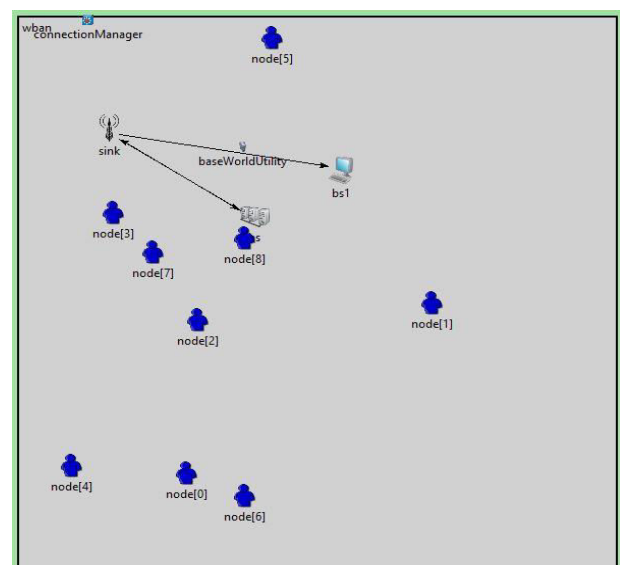 wban
connectionManager
node[5]
sink
baseWorldUtility
bs1
node[3]
node[8]
node[7]
node[1]
node[2]
node[4]
node[0]
node[6]